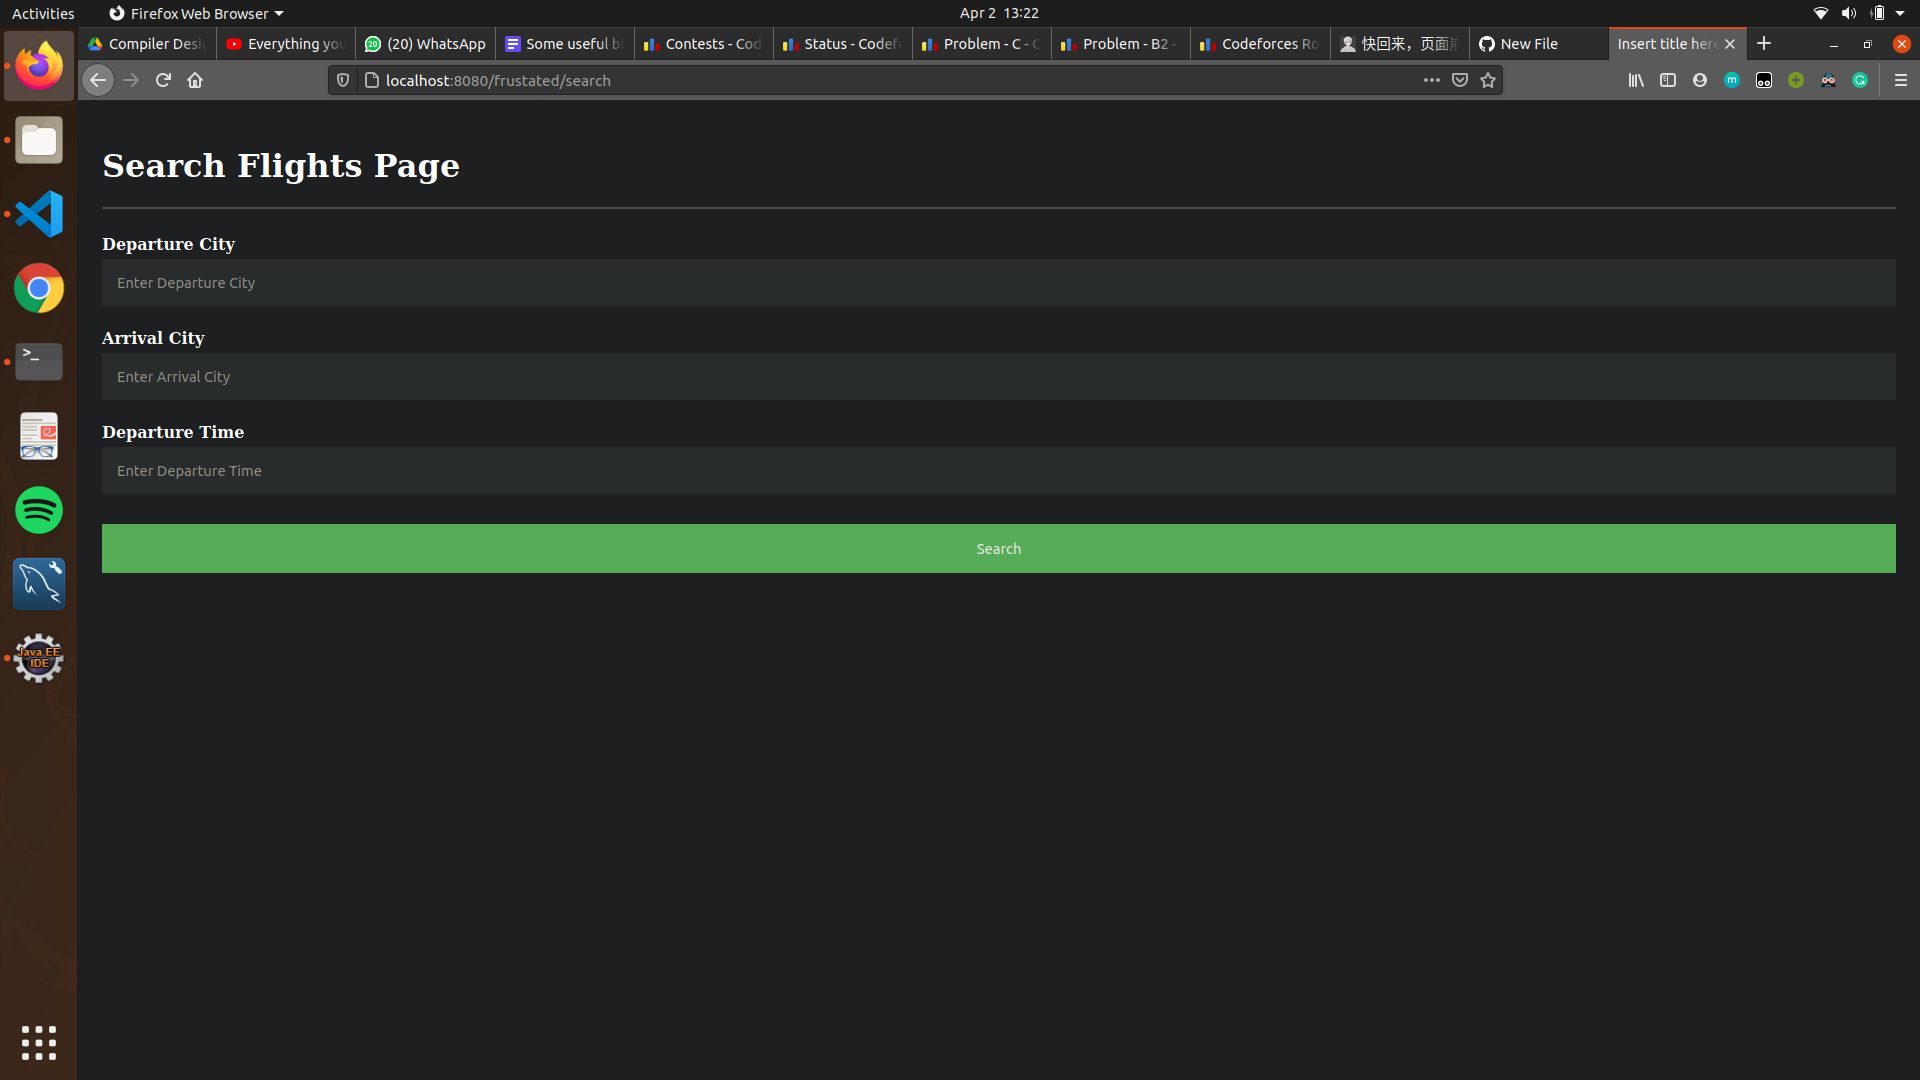 Activities Firefox Web Browser Apr 2 13:22
Compiler Desi Everything you (20) WhatsApp Some useful bl Contests - Cod Status - Codef Problem - C - C Problem - B2 - Codeforces Ro 快回来，页面 New File Insert title here
localhost:8080/frustated/search
Search Flights Page
Departure City
Enter Departure City
Arrival City
Enter Arrival City
Departure Time
Enter Departure Time
Search
Java EE
IDE